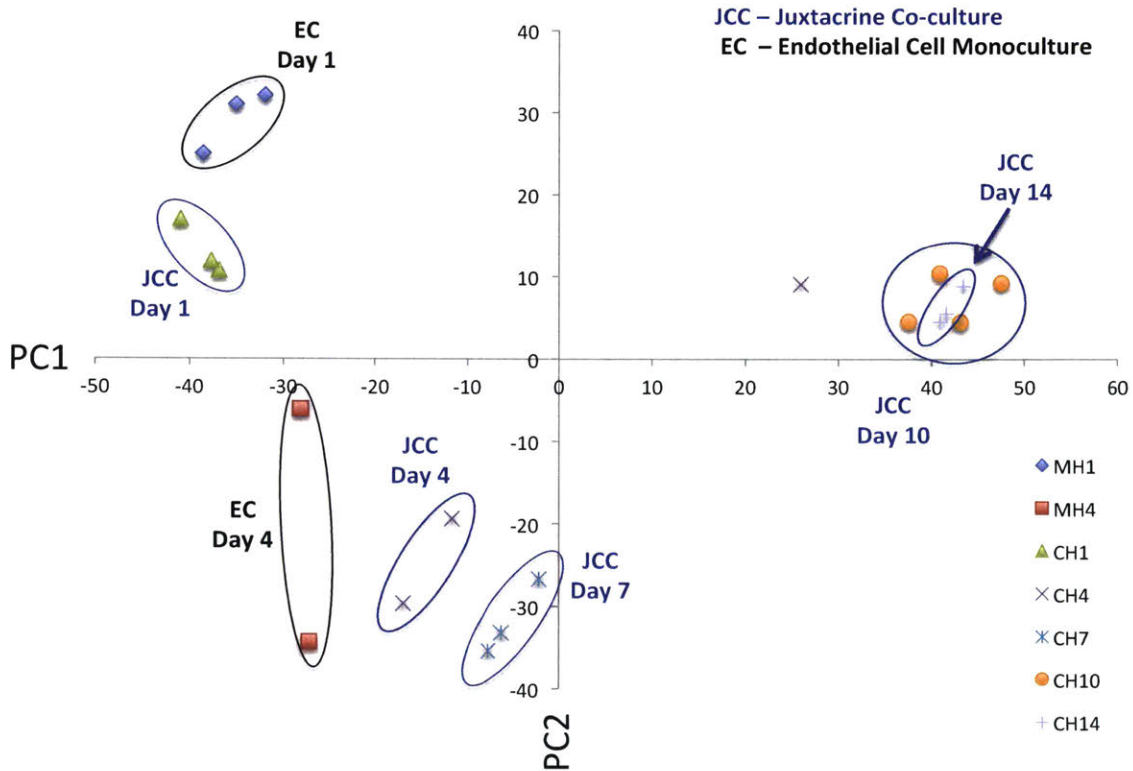 JCC – Juxtacrine Co-culture
EC – Endothelial Cell Monoculture
EC
Day 1
40
30
20
10
0
-10
-20
-30
-40
JCC
Day 14
JCC
Day 1
PC1
-50
-40
-30
-20
-10
0
10
20
30
40
50
60
JCC
Day 10
JCC
Day 4
EC
Day 4
JCC
Day 7
PC2
MH1
MH4
CH1
CH4
CH7
CH10
CH14